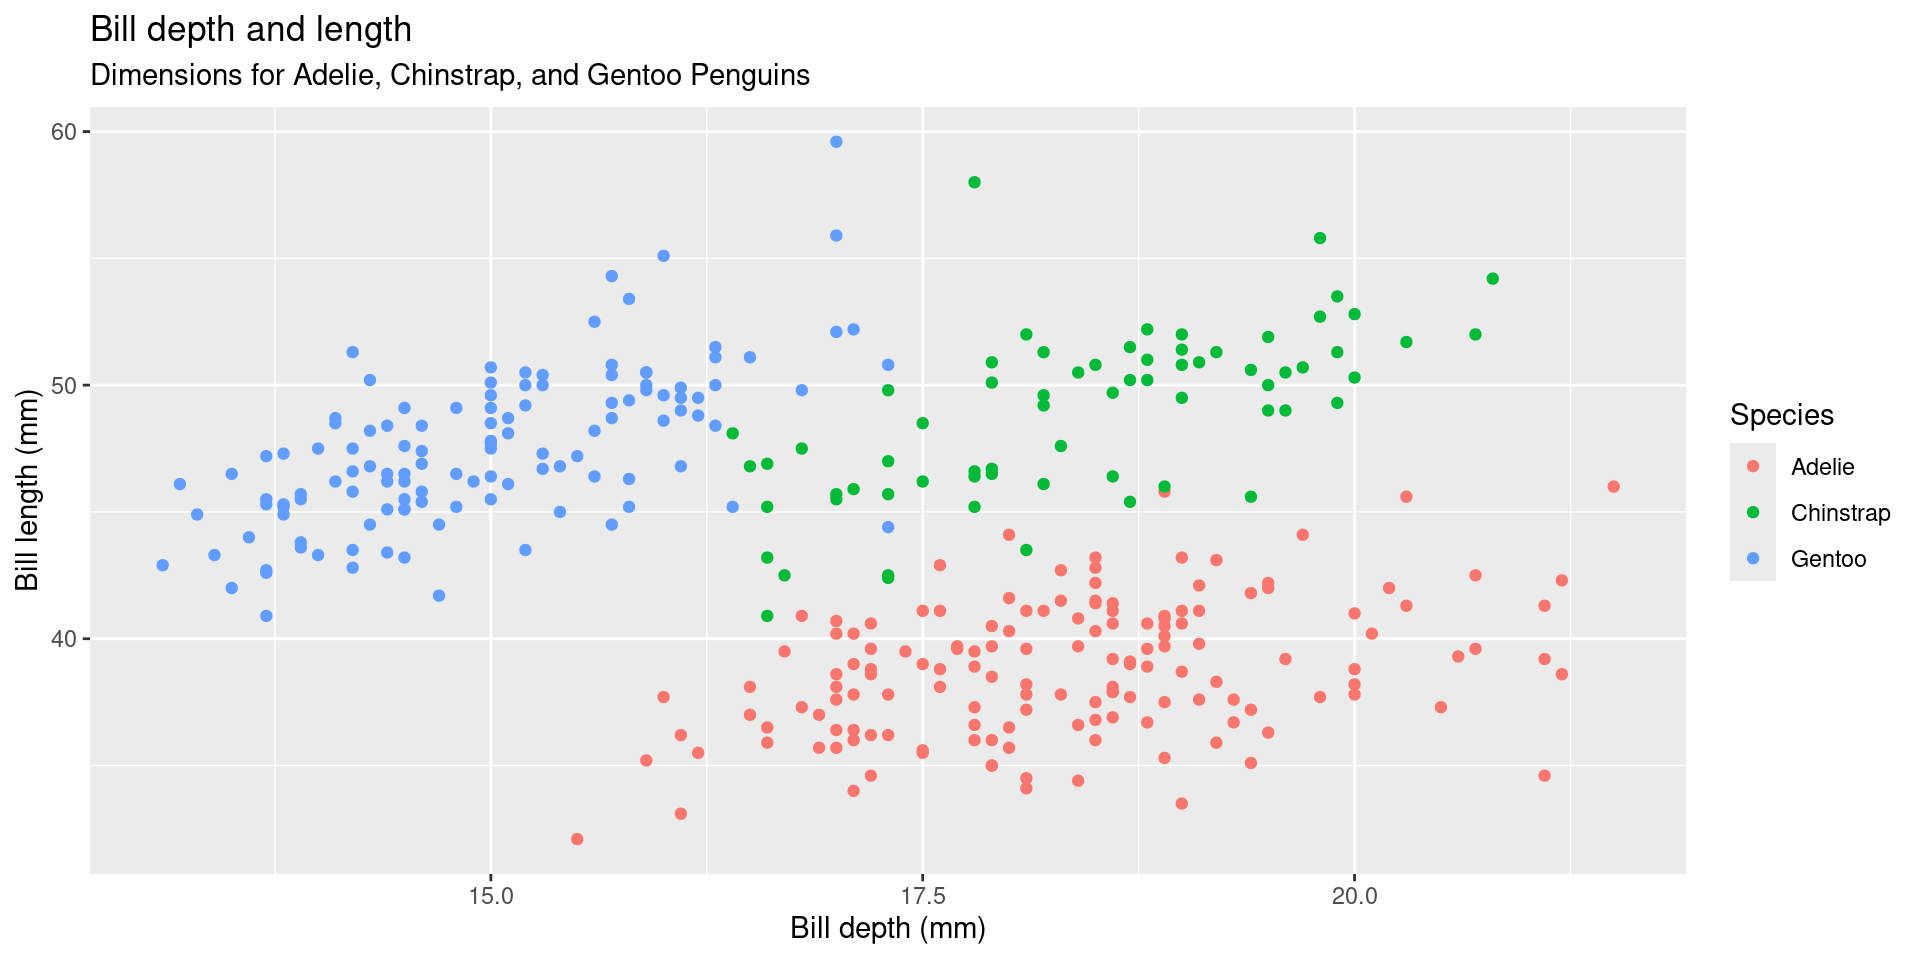 Bill depth and length
Dimensions for Adelie, Chinstrap, and Gentoo Penguins
60
50
40
Bill length (mm)
15.0
17.5
20.0
Bill depth (mm)
Species
Adelie
Chinstrap
Gentoo